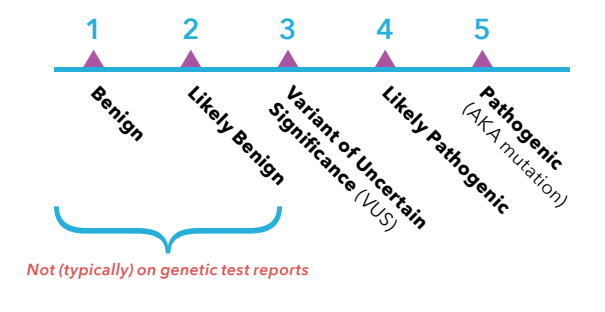 1 2 3 4 5
Benign
Likely Benign
Variant of Uncertain
Significance (VUS)
Likely Pathogenic
Pathogenic
(AKA mutation)
Not (typically) on genetic test reports